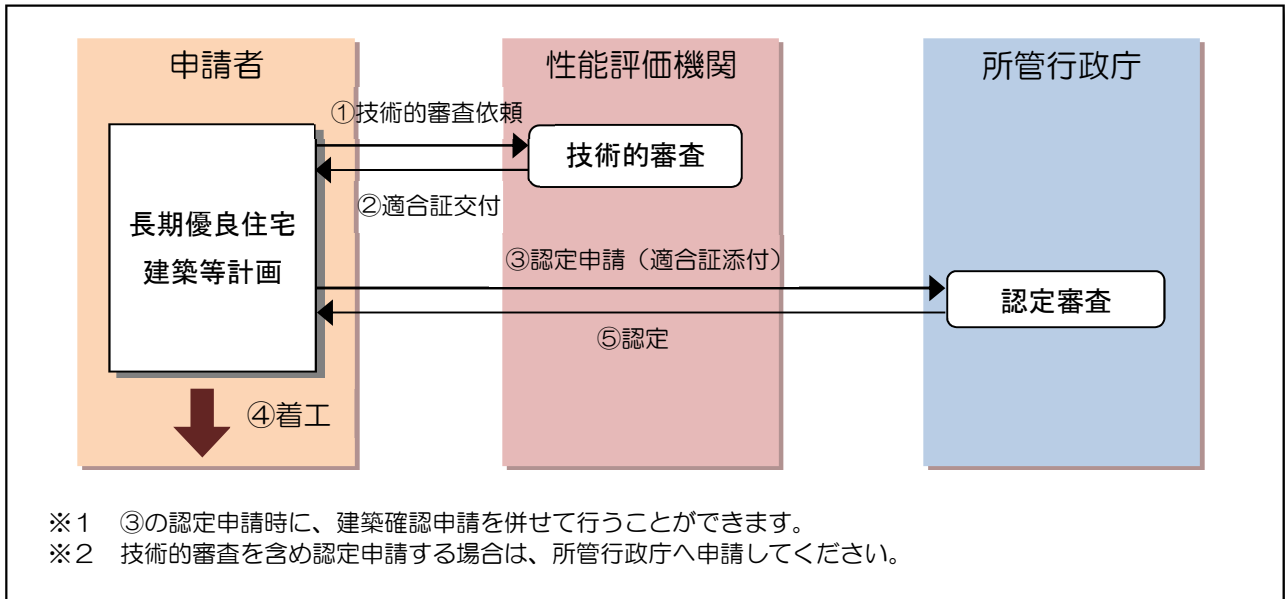 申請者
性能評価機関
所管行政庁
①技術的審査依頼
技術的審査
②適合証交付
長期優良住宅
建築等計画
③認定申請（適合証添付）
認定審査
⑤認定
④着工
※１　③の認定申請時に、建築確認申請を併せて行うことができます。
※２　技術的審査を含め認定申請する場合は、所管行政庁へ申請してください。